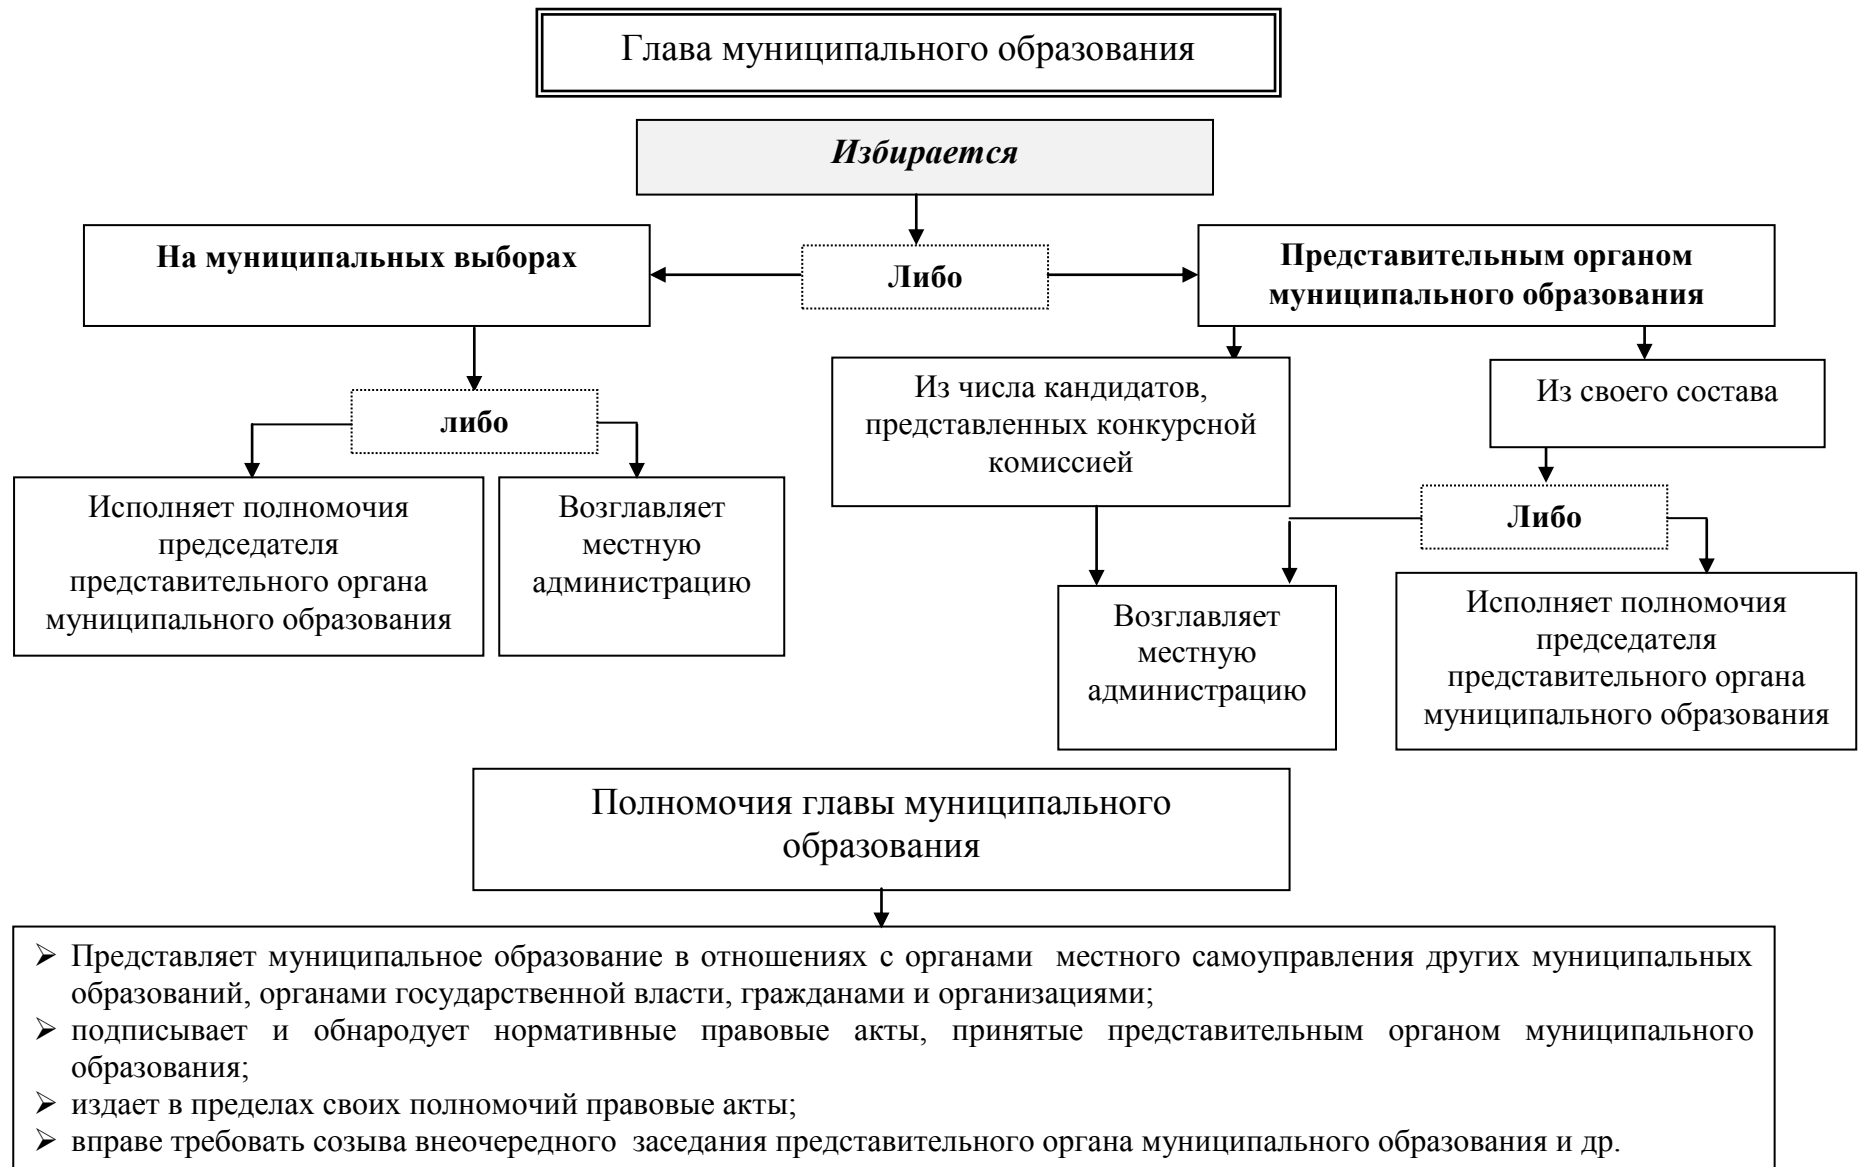 Глава муниципального образования
Избирается
На муниципальных выборах
Либо
Представительным органом
муниципального образования
либо
Исполняет полномочия
председателя
представительного органа
муниципального образования
Возглавляет
местную
администрацию
Из числа кандидатов,
представленных конкурсной
комиссией
Из своего состава
Либо
Возглавляет
местную
администрацию
Исполняет полномочия
председателя
представительного органа
муниципального образования
Полномочия главы муниципального
образования
➢ Представляет муниципальное образование в отношениях с органами местного самоуправления других муниципальных
образований, органами государственной власти, гражданами и организациями;
➢ подписывает и обнародует нормативные правовые акты, принятые представительным органом муниципального
образования;
➢ издает в пределах своих полномочий правовые акты;
➢ вправе требовать созыва внеочередного заседания представительного органа муниципального образования и др.